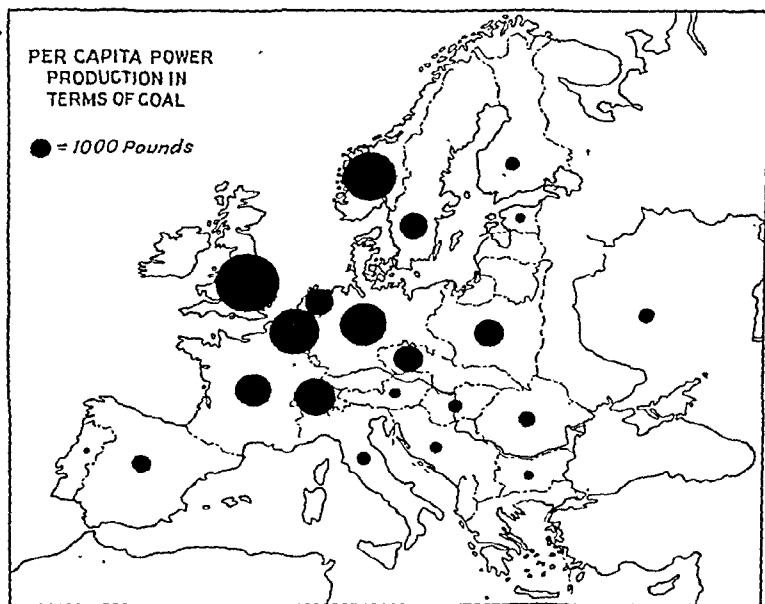 PER CAPITA POWER
PRODUCTION IN
TERMS OF COAL
= 1000 Pounds